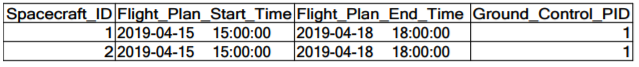 Spacecraft_ID Flight_Plan_Start_Time Flight_Plan_End_Time Ground_Control_PID
1 2019-04-15 15:00:00 2019-04-18 18:00:00 1
2 2019-04-15 15:00:00 2019-04-18 18:00:00 1